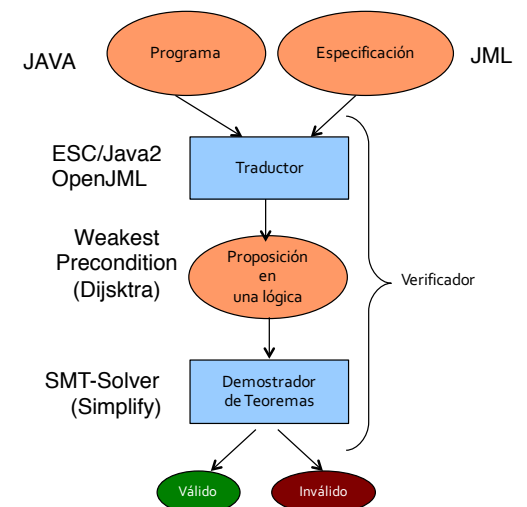 JAVA
Programa
Especificación
JML
ESC/Java2
OpenJML
Traductor
Weakest
Precondition
(Dijsktra)
Proposición
en
una lógica
Verificador
SMT-Solver
(Simplify)
Demostrador
de Teoremas
Válido
Inválido